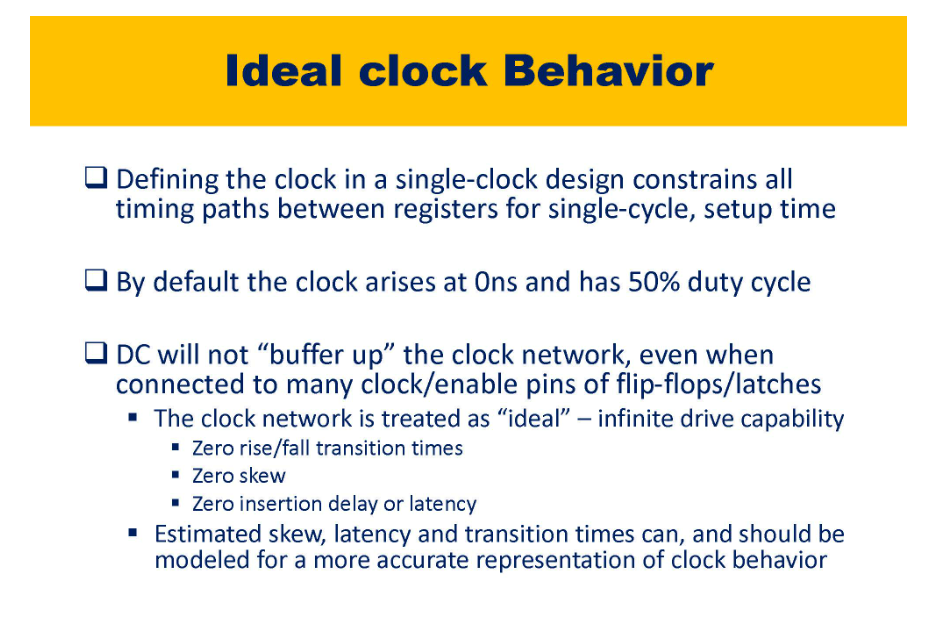 Ideal clock Behavior
❑ Defining the clock in a single-clock design constrains all
timing paths between registers for single-cycle, setup time
❑ By default the clock arises at 0ns and has 50% duty cycle
❑ DC will not “buffer up” the clock network, even when
connected to many clock/enable pins of flip-flops/latches
▪ The clock network is treated as “ideal” – infinite drive capability
▪ Zero rise/fall transition times
▪ Zero skew
▪ Zero insertion delay or latency
▪ Estimated skew, latency and transition times can, and should be
modeled for a more accurate representation of clock behavior